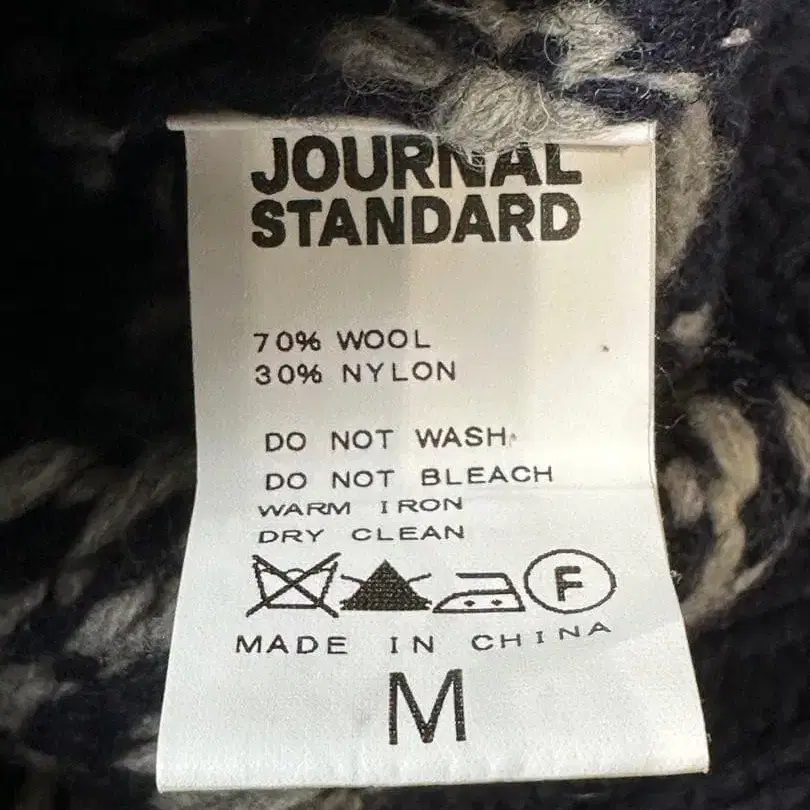 JOURNAL
STANDARD
70% WOOL
30% NYLON
DO NOT WASH
DO NOT BLEACH
WARM IRON
DRY CLEAN
F
MADE IN CHINA
M